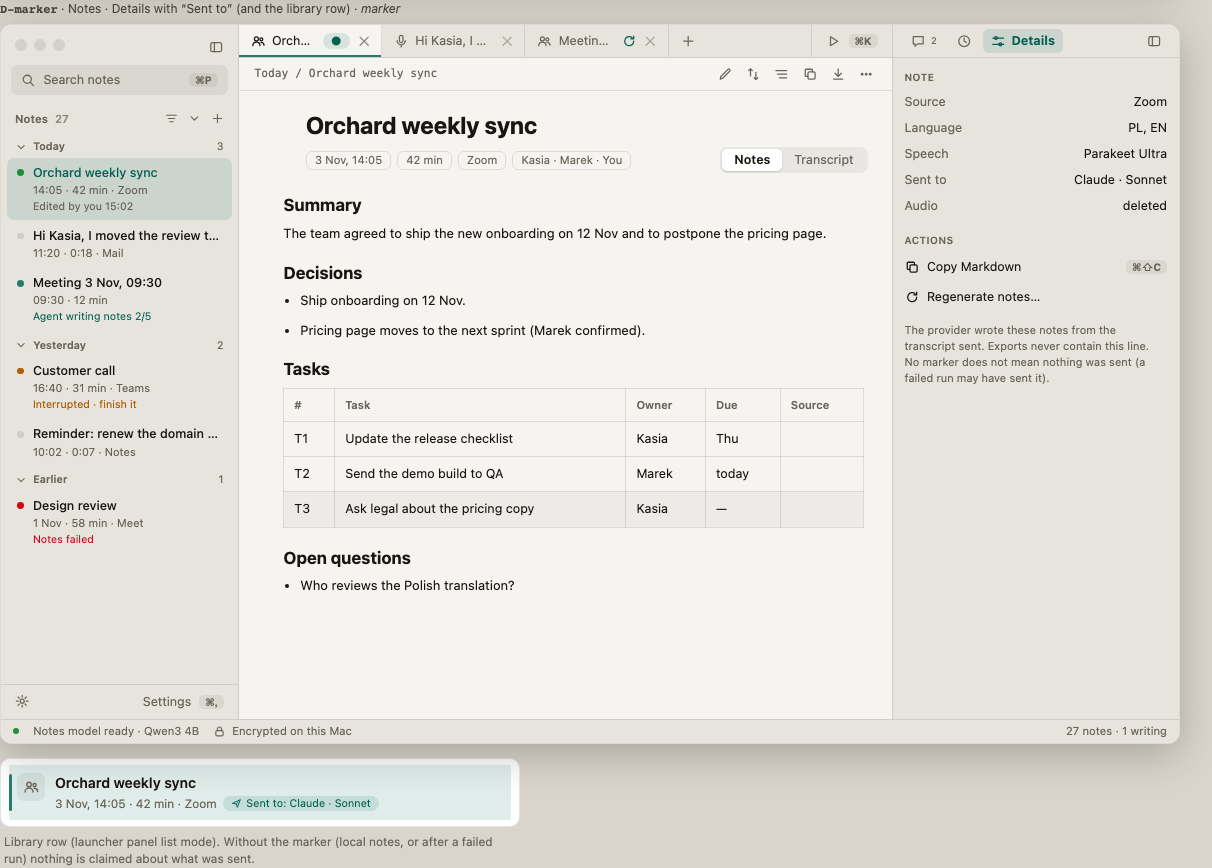 D-marker · Notes · Details with “Sent to” (and the library row) · marker
Orch...
Hi Kasia, I ...
Meetin...
⌘K
2
Details
Search notes
⌘P
Today / Orchard weekly sync
Notes 27
Today 3
Orchard weekly sync
14:05 · 42 min · Zoom
Edited by you 15:02
Hi Kasia, I moved the review t...
11:20 · 0:18 · Mail
Meeting 3 Nov, 09:30
09:30 · 12 min
Agent writing notes 2/5
Yesterday 2
Customer call
16:40 · 31 min · Teams
Interrupted · finish it
Reminder: renew the domain ...
10:02 · 0:07 · Notes
Earlier 1
Design review
1 Nov · 58 min · Meet
Notes failed
Settings ⌘,
Orchard weekly sync
3 Nov, 14:05
42 min
Zoom
Kasia · Marek · You
Notes
Transcript
Summary
The team agreed to ship the new onboarding on 12 Nov and to postpone the pricing page.
Decisions
• Ship onboarding on 12 Nov.
• Pricing page moves to the next sprint (Marek confirmed).
Tasks
# Task Owner Due Source
T1 Update the release checklist Kasia Thu
T2 Send the demo build to QA Marek today
T3 Ask legal about the pricing copy Kasia —
Open questions
• Who reviews the Polish translation?
NOTE
Source Zoom
Language PL, EN
Speech Parakeet Ultra
Sent to Claude · Sonnet
Audio deleted
ACTIONS
Copy Markdown ⌘⇧C
Regenerate notes...
The provider wrote these notes from the
transcript sent. Exports never contain this line.
No marker does not mean nothing was sent (a
failed run may have sent it).
Notes model ready · Qwen3 4B
Encrypted on this Mac
27 notes · 1 writing
Orchard weekly sync
3 Nov, 14:05 · 42 min · Zoom
Sent to: Claude · Sonnet
Library row (launcher panel list mode). Without the marker (local notes, or after a failed
run) nothing is claimed about what was sent.